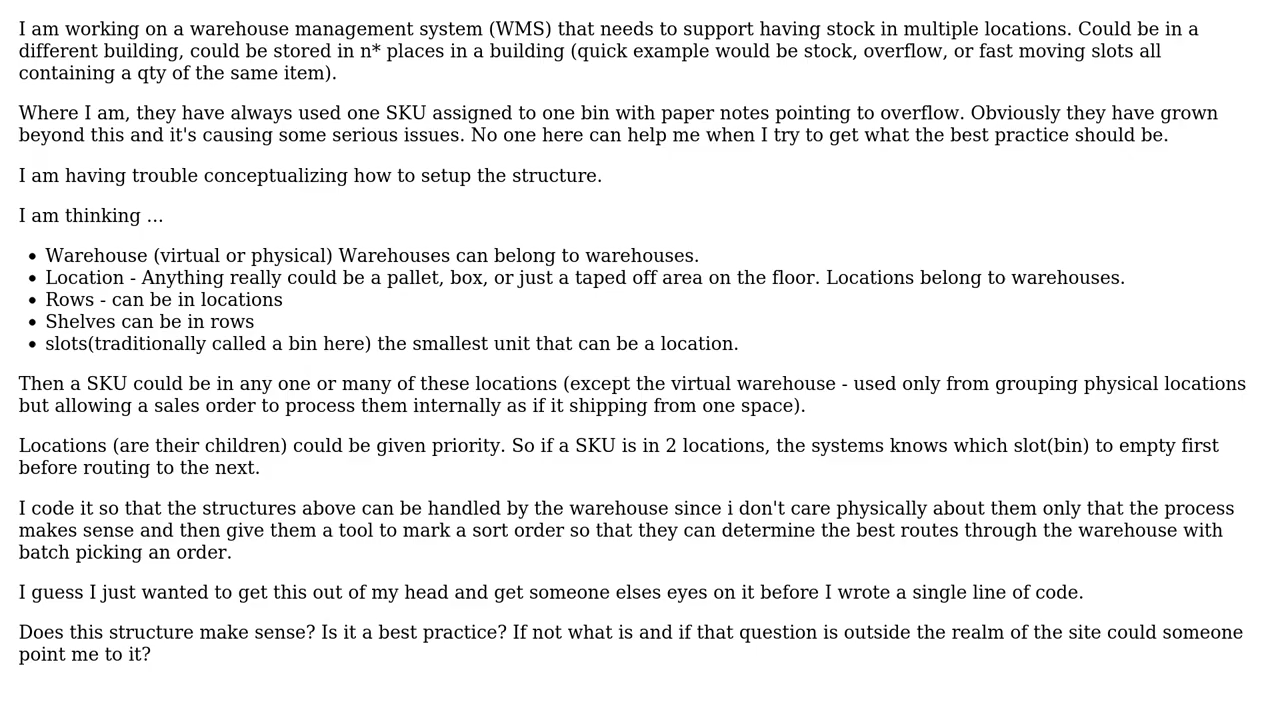 I am working on a warehouse management system (WMS) that needs to support having stock in multiple locations. Could be in a
different building, could be stored in n* places in a building (quick example would be stock, overflow, or fast moving slots all
containing a qty of the same item).
Where I am, they have always used one SKU assigned to one bin with paper notes pointing to overflow. Obviously they have grown
beyond this and it's causing some serious issues. No one here can help me when I try to get what the best practice should be.
I am having trouble conceptualizing how to setup the structure.
I am thinking ...
• Warehouse (virtual or physical) Warehouses can belong to warehouses.
• Location - Anything really could be a pallet, box, or just a taped off area on the floor. Locations belong to warehouses.
• Rows - can be in locations
• Shelves can be in rows
• slots(traditionally called a bin here) the smallest unit that can be a location.
Then a SKU could be in any one or many of these locations (except the virtual warehouse - used only from grouping physical locations
but allowing a sales order to process them internally as if it shipping from one space).
Locations (are their children) could be given priority. So if a SKU is in 2 locations, the systems knows which slot(bin) to empty first
before routing to the next.
I code it so that the structures above can be handled by the warehouse since i don't care physically about them only that the process
makes sense and then give them a tool to mark a sort order so that they can determine the best routes through the warehouse with
batch picking an order.
I guess I just wanted to get this out of my head and get someone elses eyes on it before I wrote a single line of code.
Does this structure make sense? Is it a best practice? If not what is and if that question is outside the realm of the site could someone
point me to it?